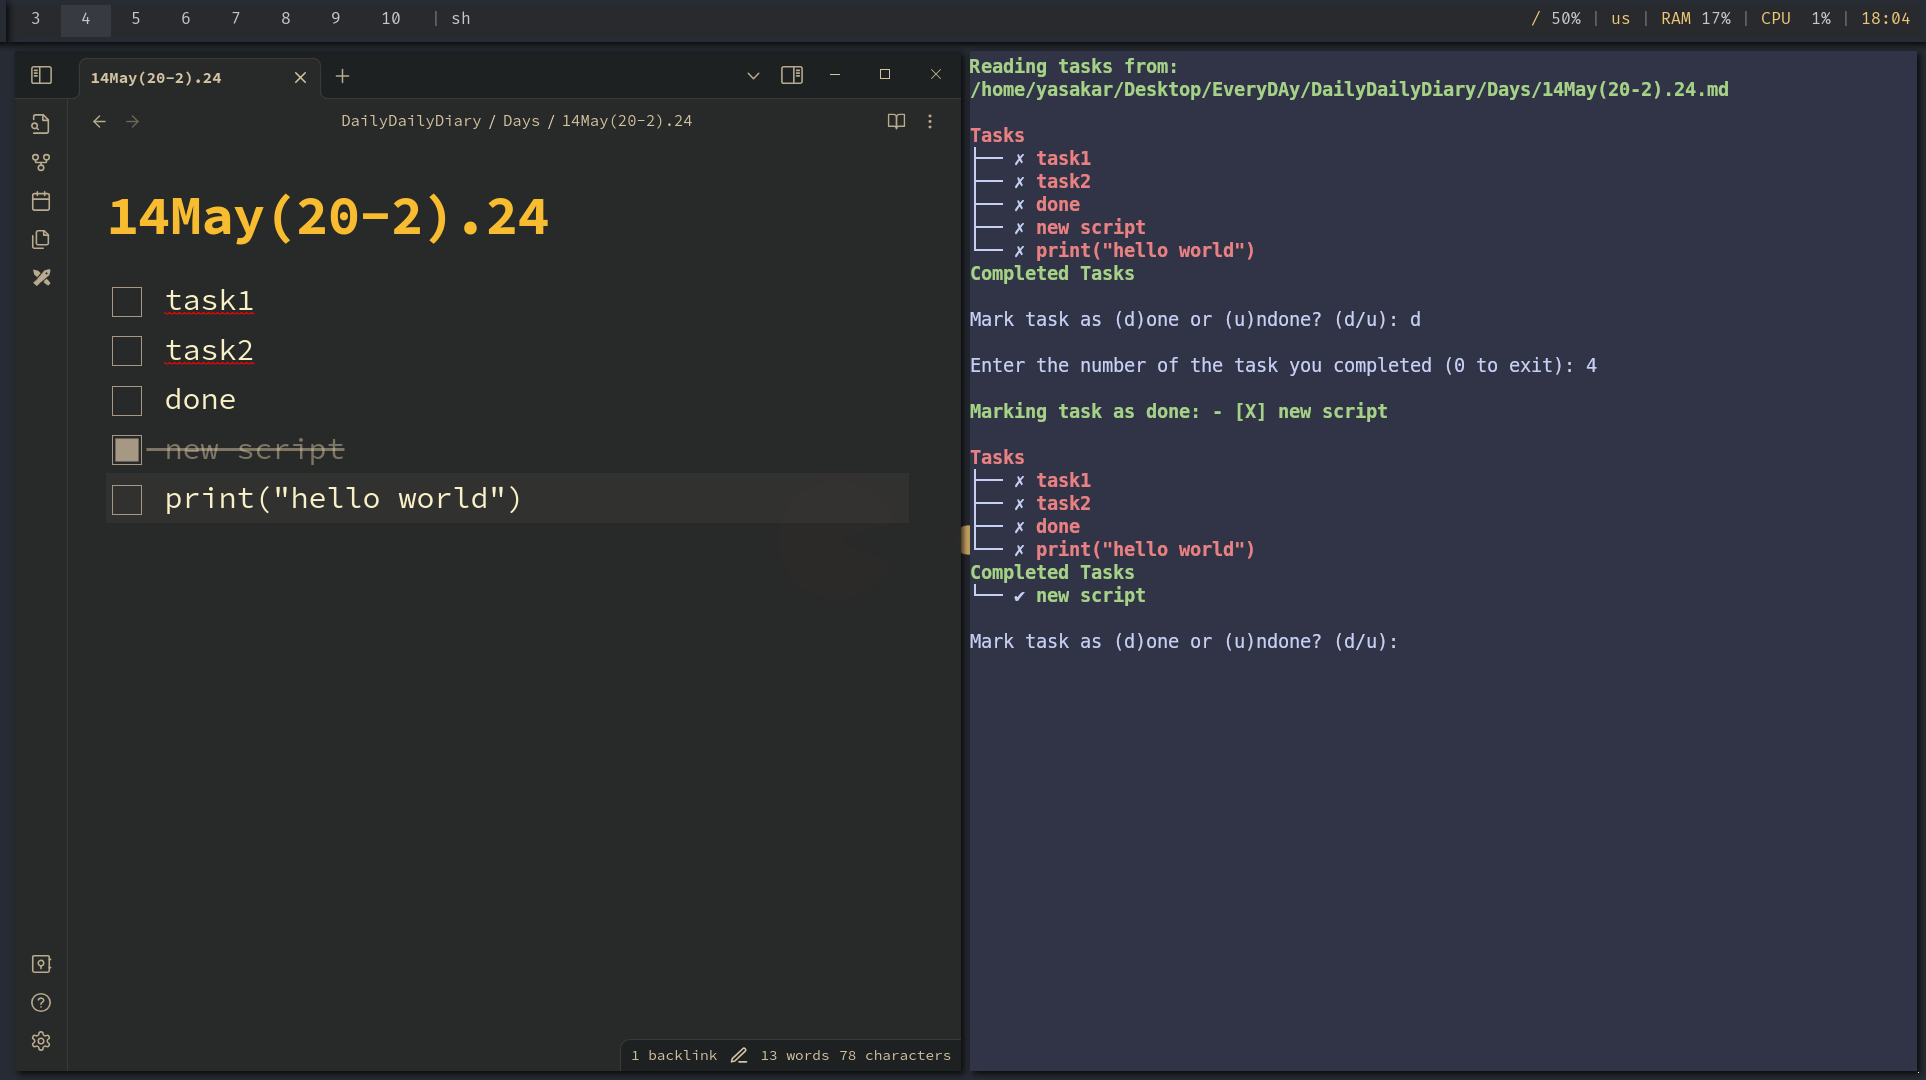 3 4 5 6 7 8 9 10 | sh
/ 50% | us | RAM 17% | CPU 1% | 18:04
14May(20-2).24
DailyDailyDiary / Days / 14May(20-2).24
14May(20-2).24
task1
task2
done
new script
print("hello world")
1 backlink 13 words 78 characters
Reading tasks from:
/home/yasakar/Desktop/EveryDAy/DailyDailyDiary/Days/14May(20-2).24.md
Tasks
├── ✗ task1
├── ✗ task2
├── ✗ done
├── ✗ new script
└── ✗ print("hello world")
Completed Tasks
Mark task as (d)one or (u)ndone? (d/u): d
Enter the number of the task you completed (0 to exit): 4
Marking task as done: - [X] new script
Tasks
├── ✗ task1
├── ✗ task2
├── ✗ done
└── ✗ print("hello world")
Completed Tasks
└── ✔ new script
Mark task as (d)one or (u)ndone? (d/u):